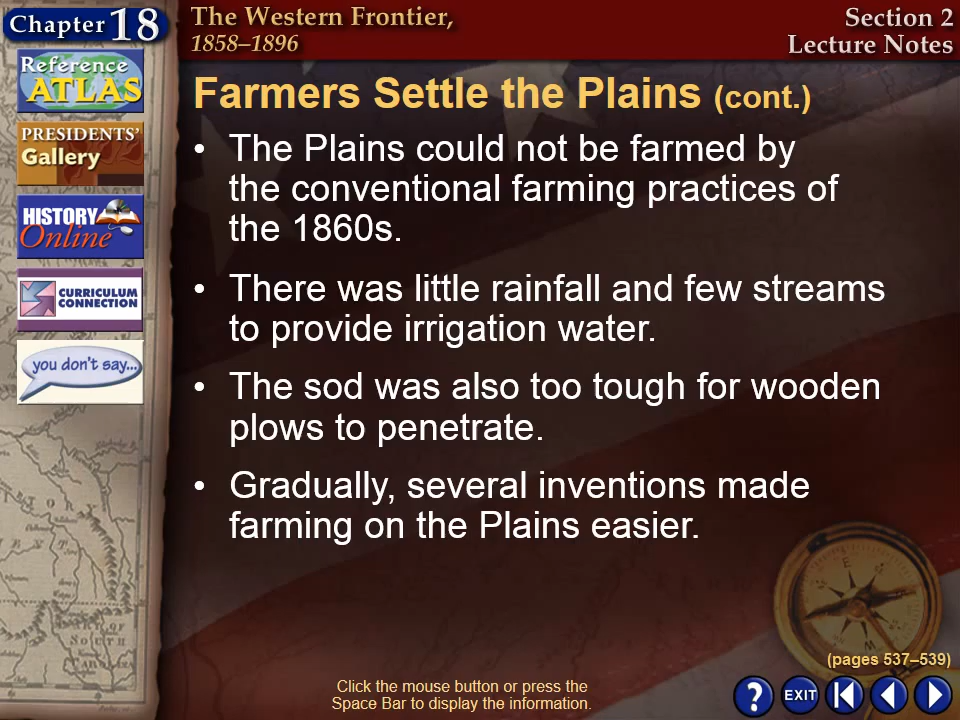 Chapter 18
The Western Frontier,
1858–1896
Section 2
Lecture Notes
Reference
ATLAS
PRESIDENTS'
Gallery
HISTORY
Online
CURRICULUM
CONNECTION
you don't say...
Farmers Settle the Plains (cont.)
• The Plains could not be farmed by
the conventional farming practices of
the 1860s.
• There was little rainfall and few streams
to provide irrigation water.
• The sod was also too tough for wooden
plows to penetrate.
• Gradually, several inventions made
farming on the Plains easier.
(pages 537–539)
Click the mouse button or press the
Space Bar to display the information.
? EXIT